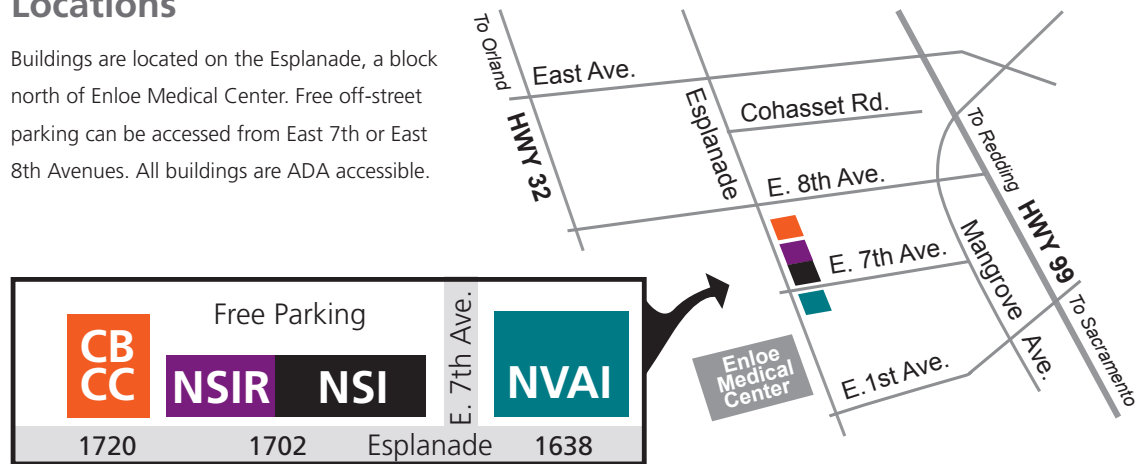 Locations
Buildings are located on the Esplanade, a block
north of Enloe Medical Center. Free off-street
parking can be accessed from East 7th or East
8th Avenues. All buildings are ADA accessible.
To Orland
HWY 32
East Ave.
Esplanade
Cohasset Rd.
E. 8th Ave.
To Redding
HWY 99
To Sacramento
E. 7th Ave.
Mangrove
Ave.
Enloe
Medical
Center
E.1st Ave.
CB
CC
Free Parking
NSIR
NSI
E. 7th Ave.
NVAI
1720
1702
Esplanade
1638